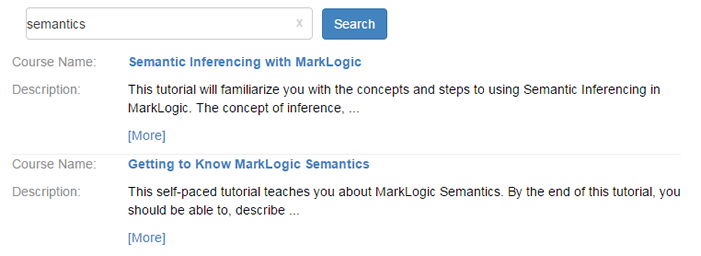 semantics x Search
Course Name: Semantic Inferencing with MarkLogic
Description: This tutorial will familiarize you with the concepts and steps to using Semantic Inferencing in
MarkLogic. The concept of inference, ...
[More]
Course Name: Getting to Know MarkLogic Semantics
Description: This self-paced tutorial teaches you about MarkLogic Semantics. By the end of this tutorial, you
should be able to, describe ...
[More]